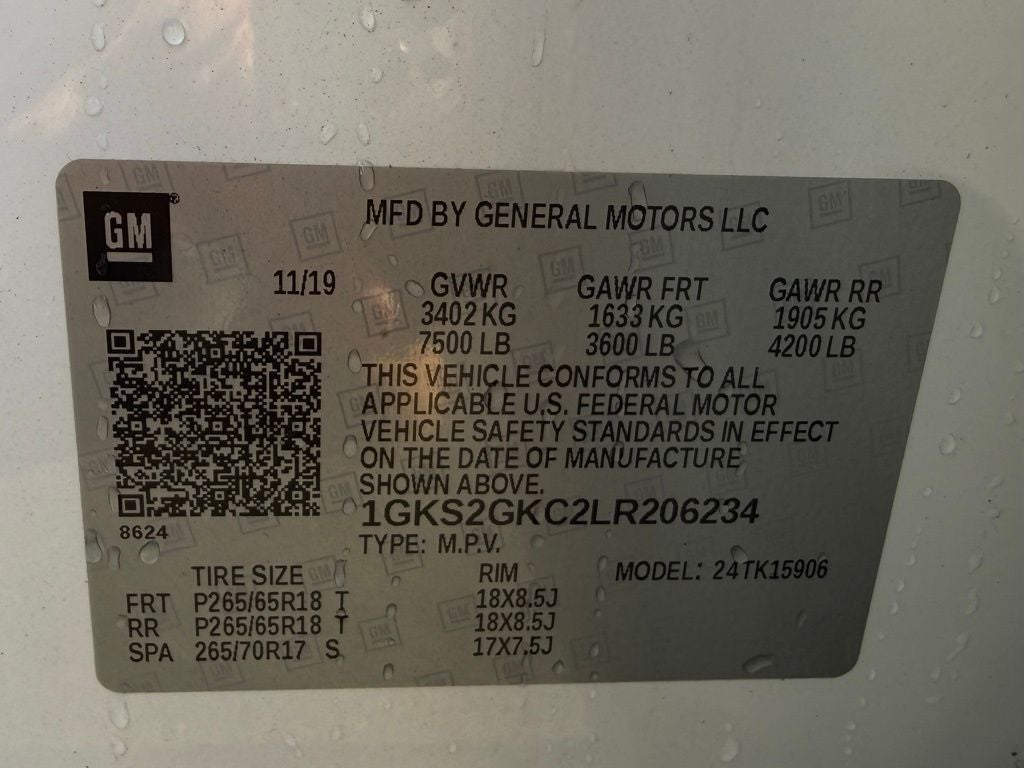 GM®
MFD BY GENERAL MOTORS LLC
11/19 GVWR GAWR FRT GAWR RR
3402 KG 1633 KG 1905 KG
7500 LB 3600 LB 4200 LB
THIS VEHICLE CONFORMS TO ALL
APPLICABLE U.S. FEDERAL MOTOR
VEHICLE SAFETY STANDARDS IN EFFECT
ON THE DATE OF MANUFACTURE
SHOWN ABOVE.
1GKS2GKC2LR206234
8624
TYPE: M.P.V.
TIRE SIZE RIM MODEL: 24TK15906
FRT P265/65R18 T 18X8.5J
RR P265/65R18 T 18X8.5J
SPA 265/70R17 S 17X7.5J